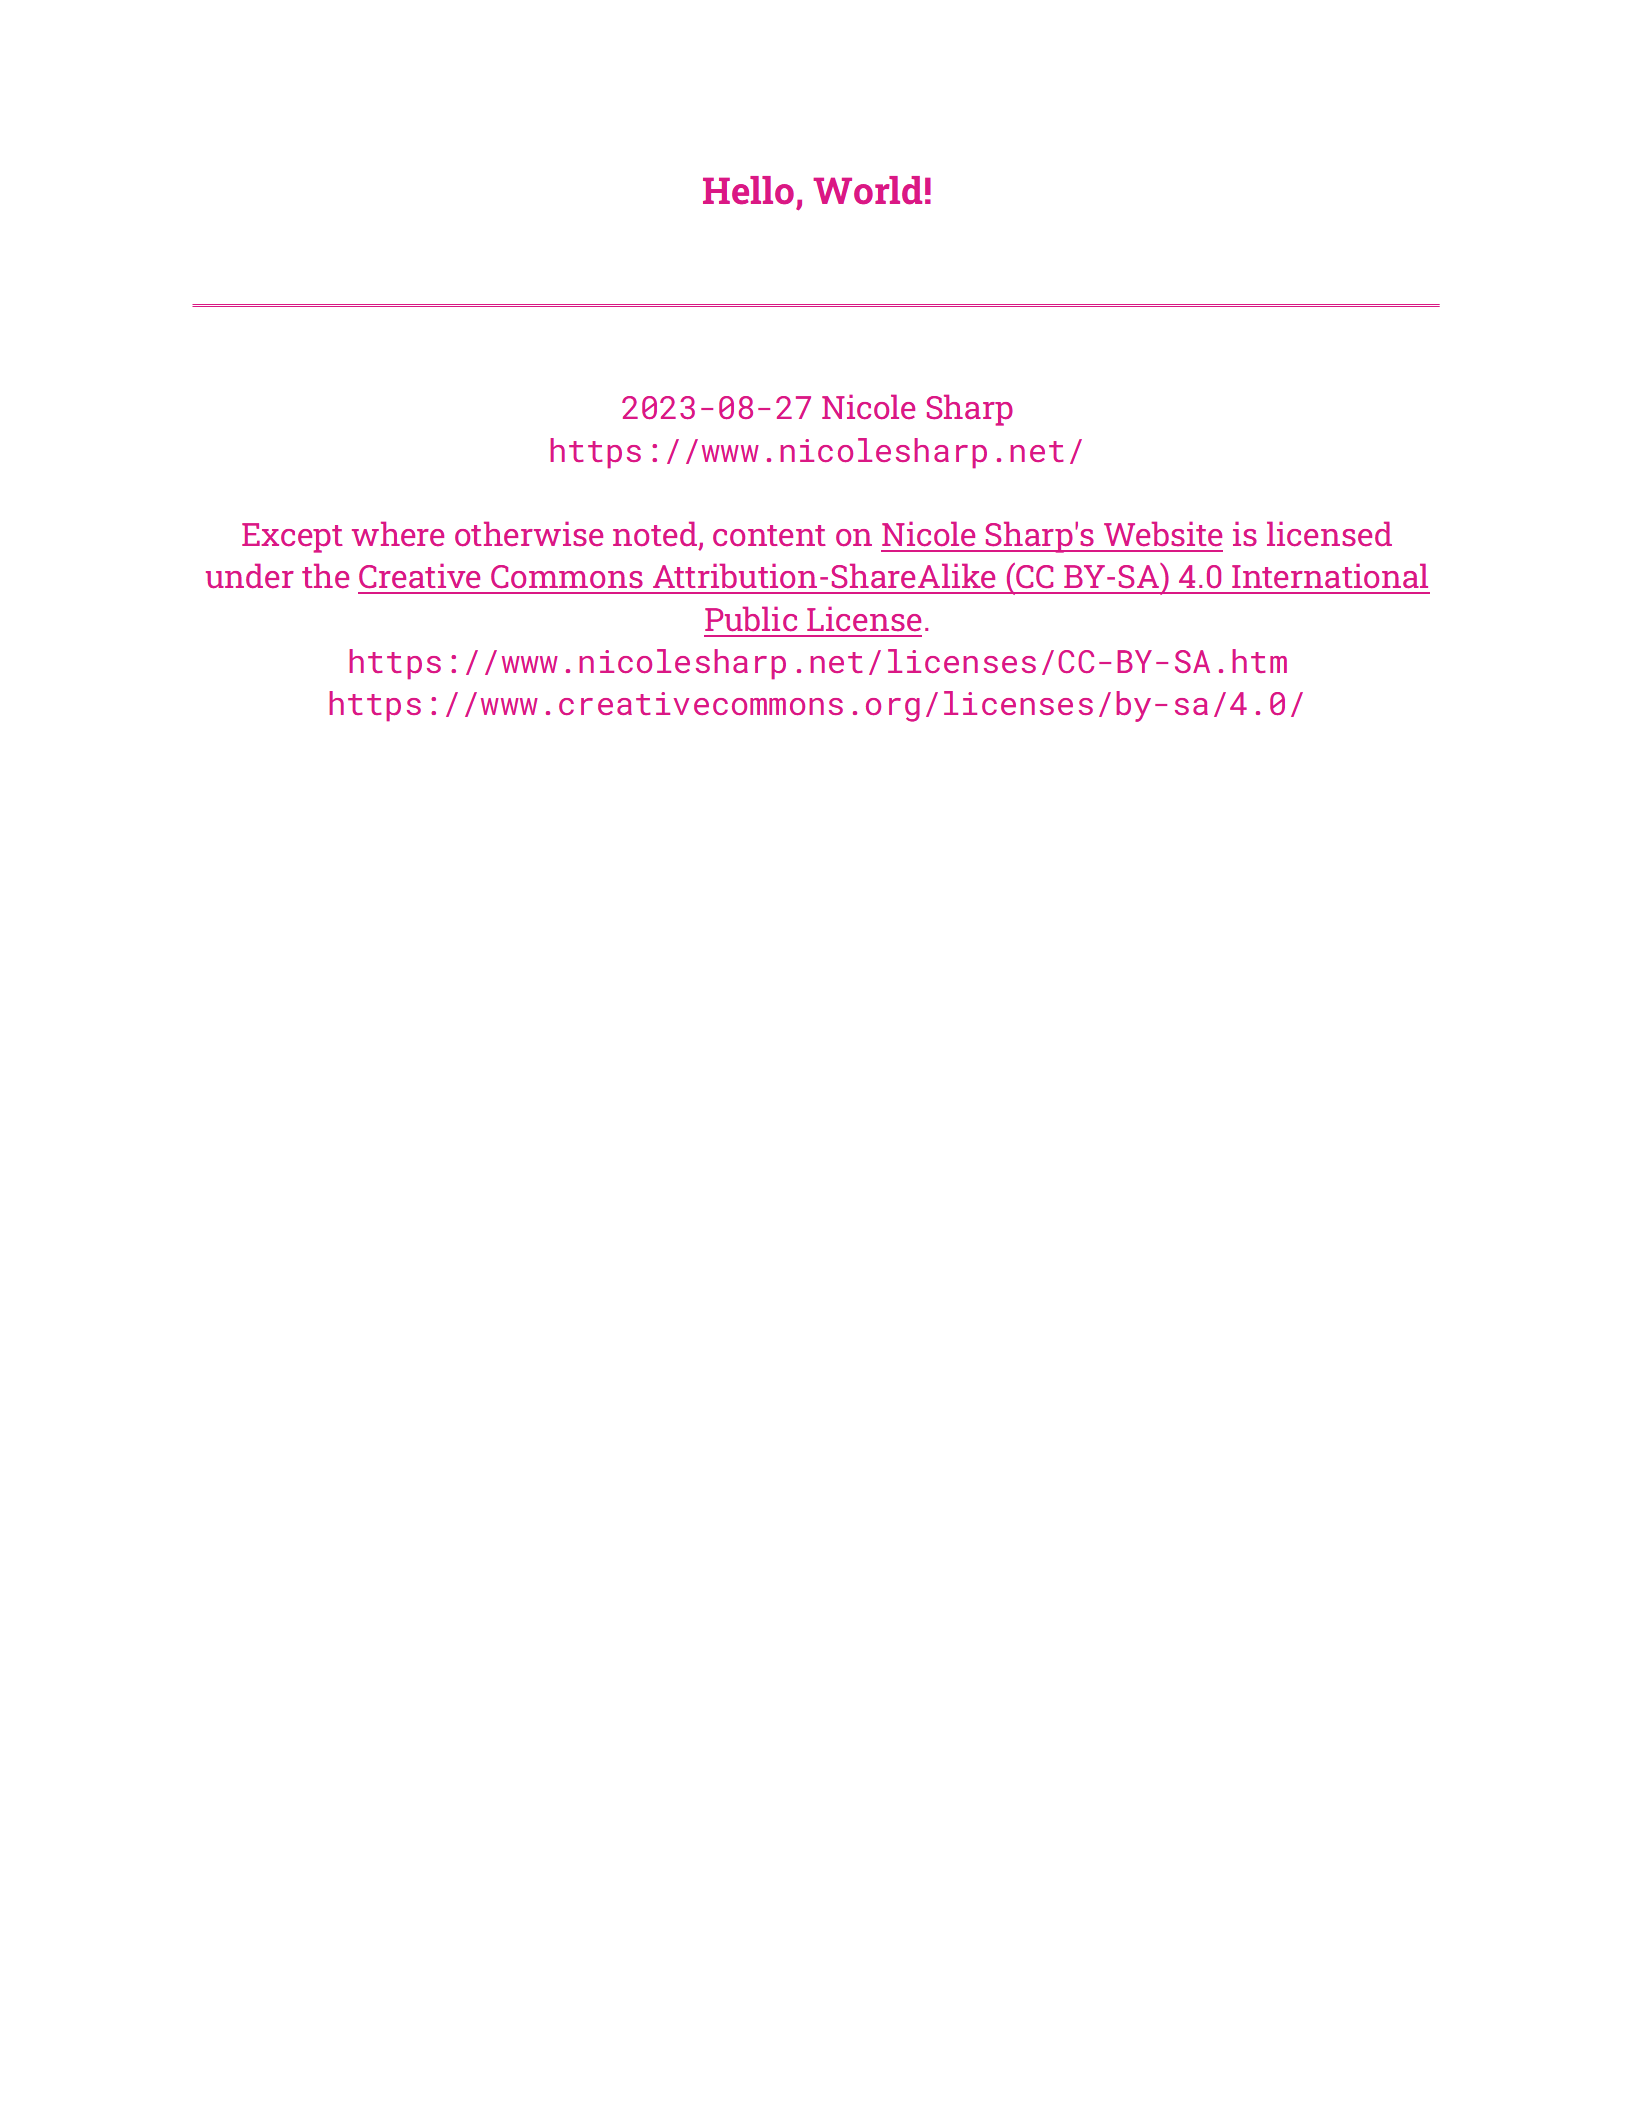 Hello, World!
2023-08-27 Nicole Sharp
https://www.nicolesharp.net/
Except where otherwise noted, content on Nicole Sharp's Website is licensed
under the Creative Commons Attribution-ShareAlike (CC BY-SA) 4.0 International
Public License.
https://www.nicolesharp.net/licenses/CC-BY-SA.htm
https://www.creativecommons.org/licenses/by-sa/4.0/